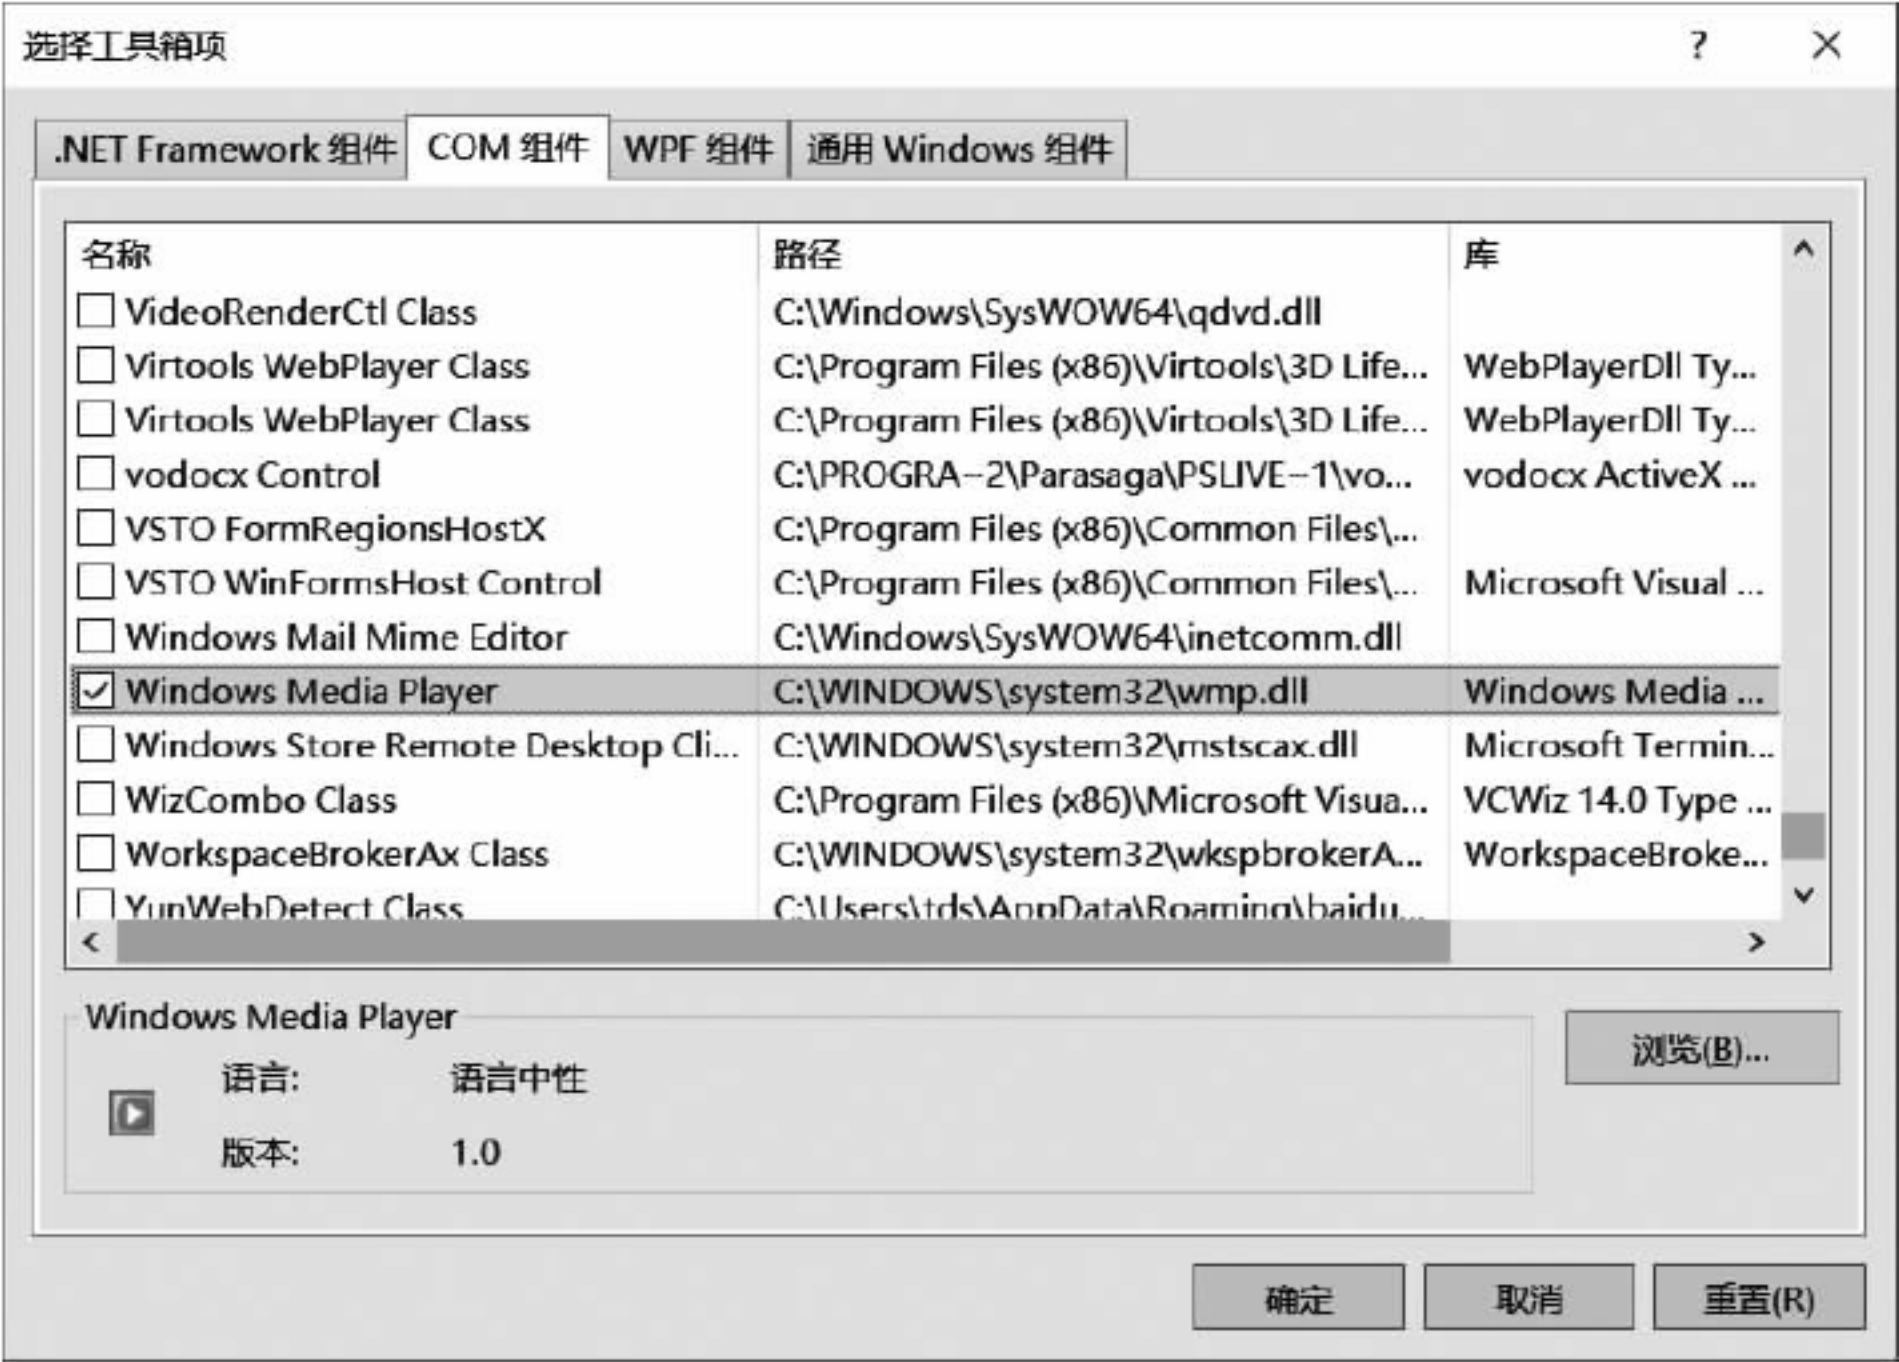 选择工具箱项 ? ×
.NET Framework 组件 COM 组件 WPF 组件 通用 Windows 组件
名称 路径 库
VideoRenderCtl Class C:\Windows\SysWOW64\qdvd.dll
Virtools WebPlayer Class C:\Program Files (x86)\Virtools\3D Life... WebPlayerDll Ty...
Virtools WebPlayer Class C:\Program Files (x86)\Virtools\3D Life... WebPlayerDll Ty...
vodocx Control C:\PROGRA~2\Parasaga\PSLIVE~1\vo... vodocx ActiveX ...
VSTO FormRegionsHostX C:\Program Files (x86)\Common Files\...
VSTO WinFormsHost Control C:\Program Files (x86)\Common Files\... Microsoft Visual ...
Windows Mail Mime Editor C:\Windows\SysWOW64\inetcomm.dll
Windows Media Player C:\WINDOWS\system32\wmp.dll Windows Media ...
Windows Store Remote Desktop Cli... C:\WINDOWS\system32\mstscax.dll Microsoft Termin...
WizCombo Class C:\Program Files (x86)\Microsoft Visua... VCWiz 14.0 Type ...
WorkspaceBrokerAx Class C:\WINDOWS\system32\wkspbrokerA... WorkspaceBroke...
YunWebDetect Class C:\Users\tds\AppData\Roaming\baidu...
Windows Media Player
浏览(B)...
语言: 语言中性
版本: 1.0
确定 取消 重置(R)